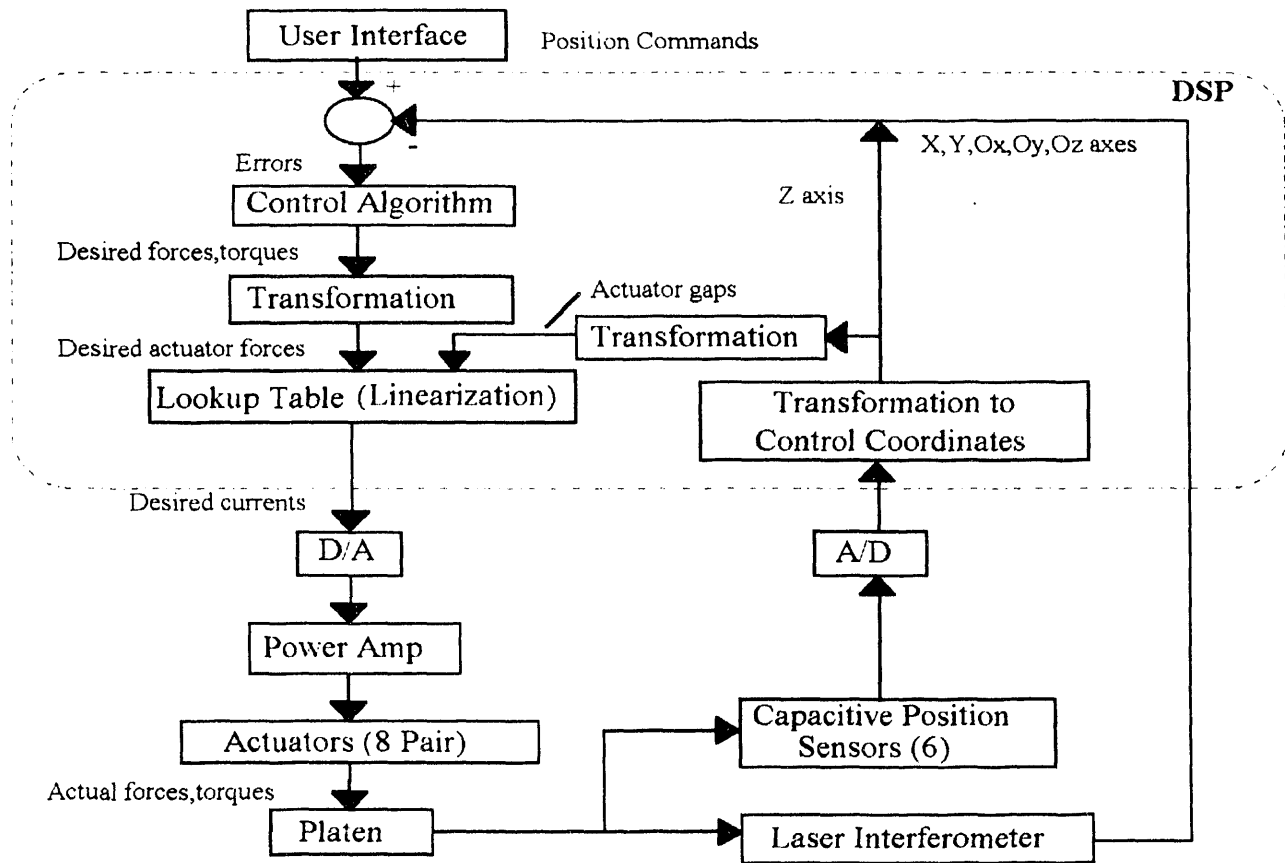 User Interface
Position Commands
+
DSP
-
X,Y,Ox,Oy,Oz axes
Errors
Z axis
Control Algorithm
Desired forces,torques
Actuator gaps
Transformation
Transformation
Desired actuator forces
Lookup Table (Linearization)
Transformation to
Control Coordinates
Desired currents
D/A
A/D
Power Amp
Capacitive Position
Sensors (6)
Actuators (8 Pair)
Actual forces,torques
Platen
Laser Interferometer